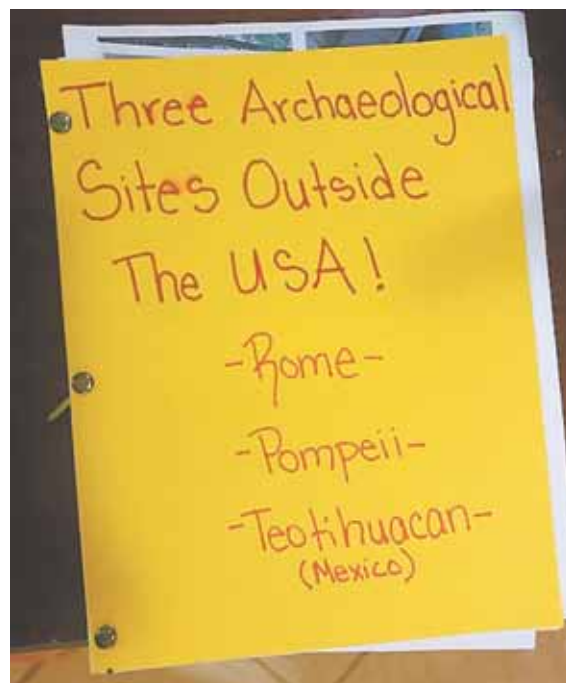 Three Archaeological
Sites Outside
The USA!
-Rome-
-Pompeii-
-Teotihuacan-
(Mexico)